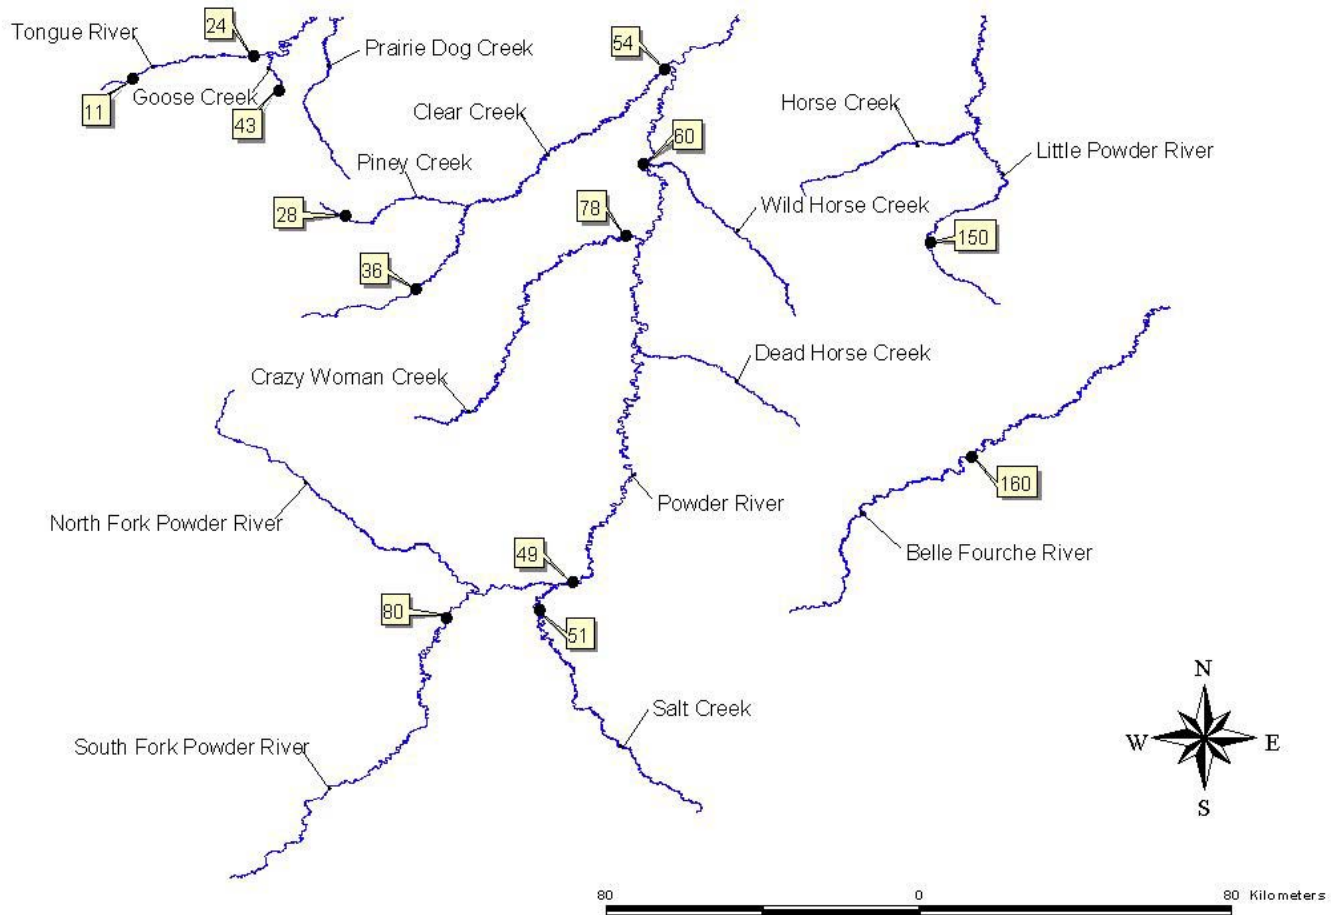 24
Tongue River
54
Prairie Dog Creek
11
Goose Creek
43
Clear Creek
Horse Creek
60
Little Powder River
Piney Creek
28
78
Wild Horse Creek
150
36
Dead Horse Creek
Crazy Woman Creek
160
Powder River
North Fork Powder River
49
Belle Fourche River
80
51
N
Salt Creek
W E
South Fork Powder River
S
80 0 80 Kilometers